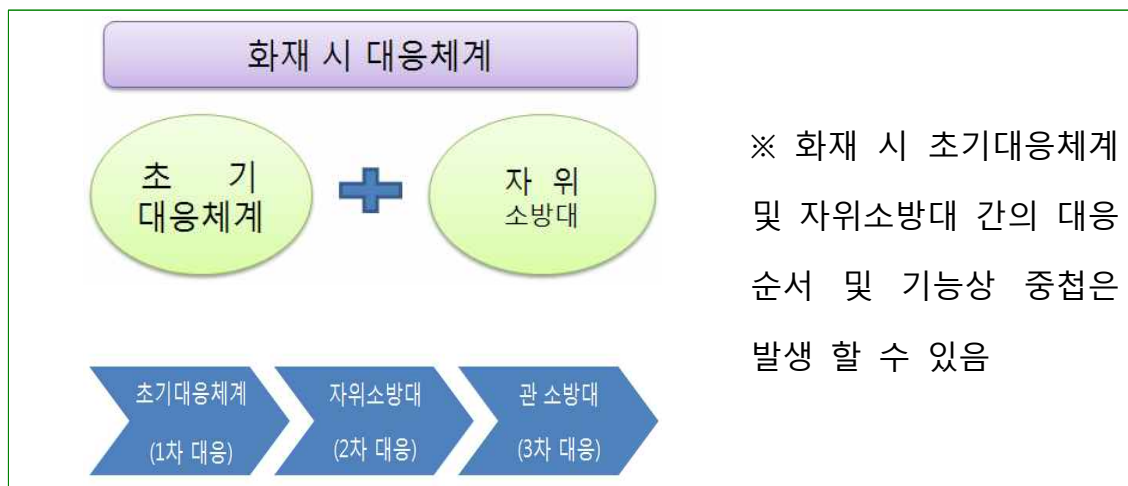 화재 시 대응체계
초 기
대응체계
자 위
소방대
※ 화재 시 초기대응체계
및 자위소방대 간의 대응
순서 및 기능상 중첩은
발생 할 수 있음
초기대응체계
(1차 대응)
자위소방대
(2차 대응)
관 소방대
(3차 대응)